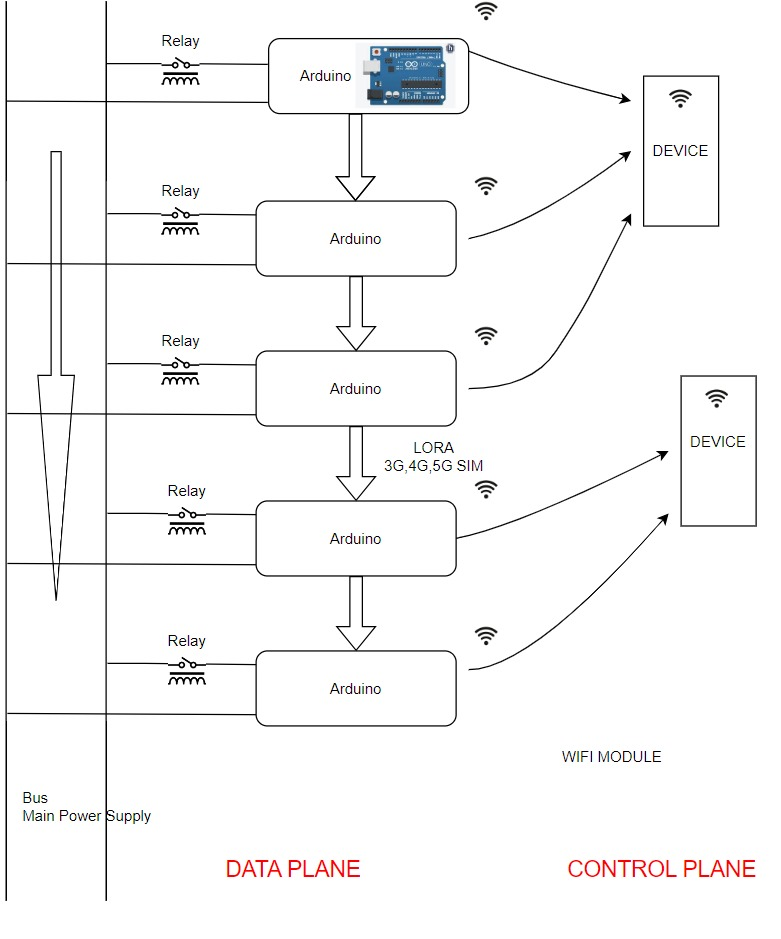 Relay
Arduino
DEVICE
Relay
Arduino
Relay
Arduino
LORA
3G,4G,5G SIM
DEVICE
Relay
Arduino
Relay
Arduino
WIFI MODULE
Bus
Main Power Supply
DATA PLANE
CONTROL PLANE